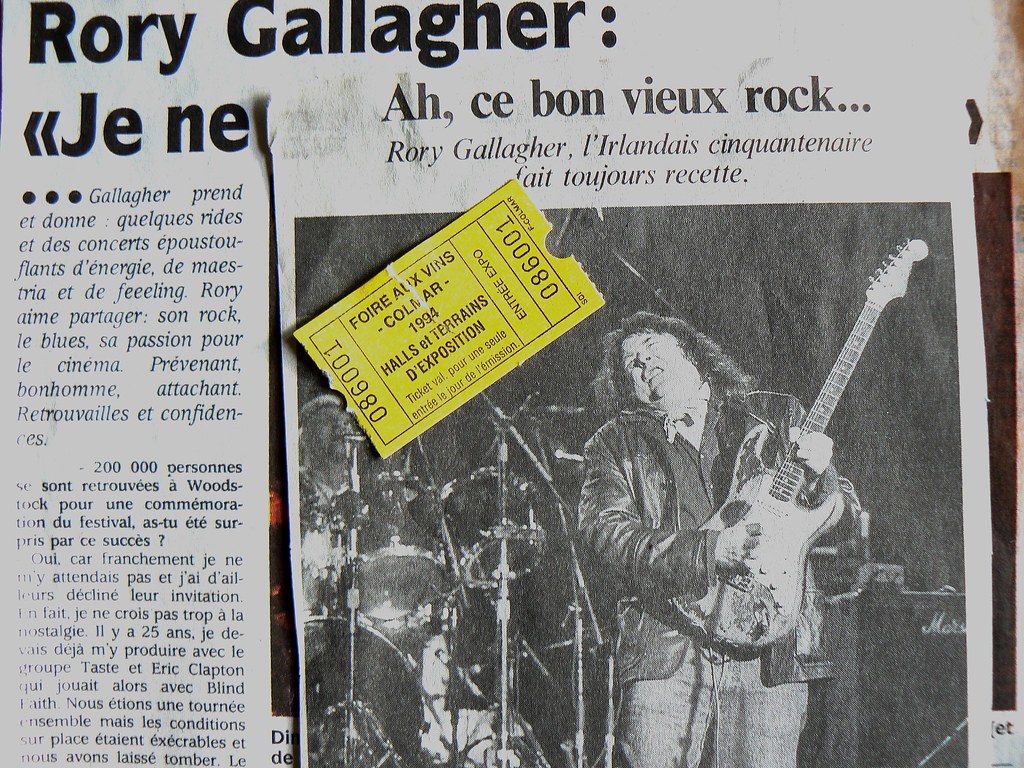 Rory Gallagher :
«Je ne
●●● Gallagher prend
et donne : quelques rides
et des concerts époustou-
flants d'énergie, de maes-
tria et de feeeling. Rory
aime partager: son rock,
le blues, sa passion pour
le cinéma. Prévenant,
bonhomme, attachant.
Retrouvailles et confiden-
ces.
- 200 000 personnes
se sont retrouvées à Woods-
tock pour une commémora-
tion du festival, as-tu été sur-
pris par ce succès ?
Oui, car franchement je ne
m'y attendais pas et j'ai d'ail-
leurs décliné leur invitation.
En fait, je ne crois pas trop à la
nostalgie. Il y a 25 ans, je de-
vais déjà m'y produire avec le
groupe Taste et Eric Clapton
qui jouait alors avec Blind
Faith. Nous étions une tournée
ensemble mais les conditions
sur place étaient exécrables et
nous avons laissé tomber. Le
Ah, ce bon vieux rock...
Rory Gallagher, l'Irlandais cinquantenaire
fait toujours recette.
086001
FOIRE AUX VINS
- COLMAR -
1994
HALLS et TERRAINS
D'EXPOSITION
Ticket val. pour une seule
entrée le jour de l'émission.
ENTRÉE EXPO
086001
F-COLMAR
de